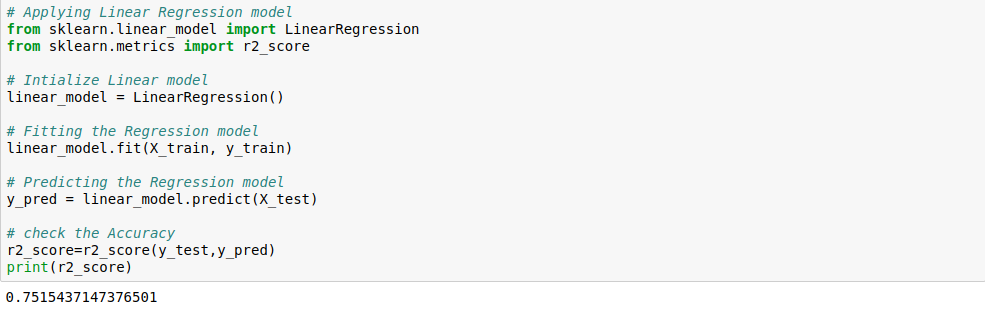 # Applying Linear Regression model
from sklearn.linear_model import LinearRegression
from sklearn.metrics import r2_score
# Intialize Linear model
linear_model = LinearRegression()
# Fitting the Regression model
linear_model.fit(X_train, y_train)
# Predicting the Regression model
y_pred = linear_model.predict(X_test)
# check the Accuracy
r2_score=r2_score(y_test,y_pred)
print(r2_score)
0.7515437147376501